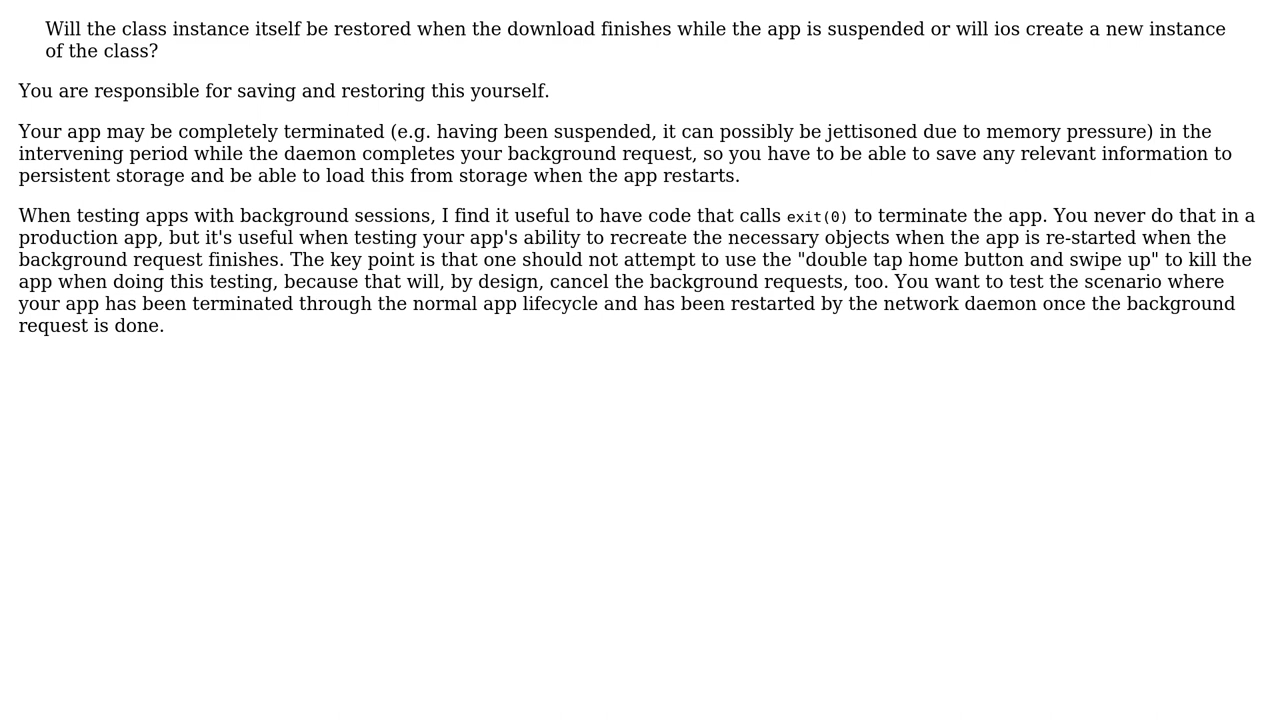 Will the class instance itself be restored when the download finishes while the app is suspended or will ios create a new instance
of the class?
You are responsible for saving and restoring this yourself.
Your app may be completely terminated (e.g. having been suspended, it can possibly be jettisoned due to memory pressure) in the
intervening period while the daemon completes your background request, so you have to be able to save any relevant information to
persistent storage and be able to load this from storage when the app restarts.
When testing apps with background sessions, I find it useful to have code that calls exit(0) to terminate the app. You never do that in a
production app, but it's useful when testing your app's ability to recreate the necessary objects when the app is re-started when the
background request finishes. The key point is that one should not attempt to use the "double tap home button and swipe up" to kill the
app when doing this testing, because that will, by design, cancel the background requests, too. You want to test the scenario where
your app has been terminated through the normal app lifecycle and has been restarted by the network daemon once the background
request is done.